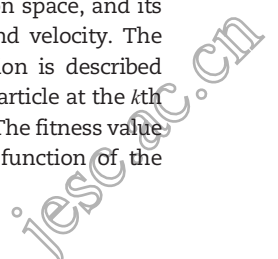 on space, and its
nd velocity. The
ion is described
article at the kth
The fitness value
function of the
jesc.ac.cn